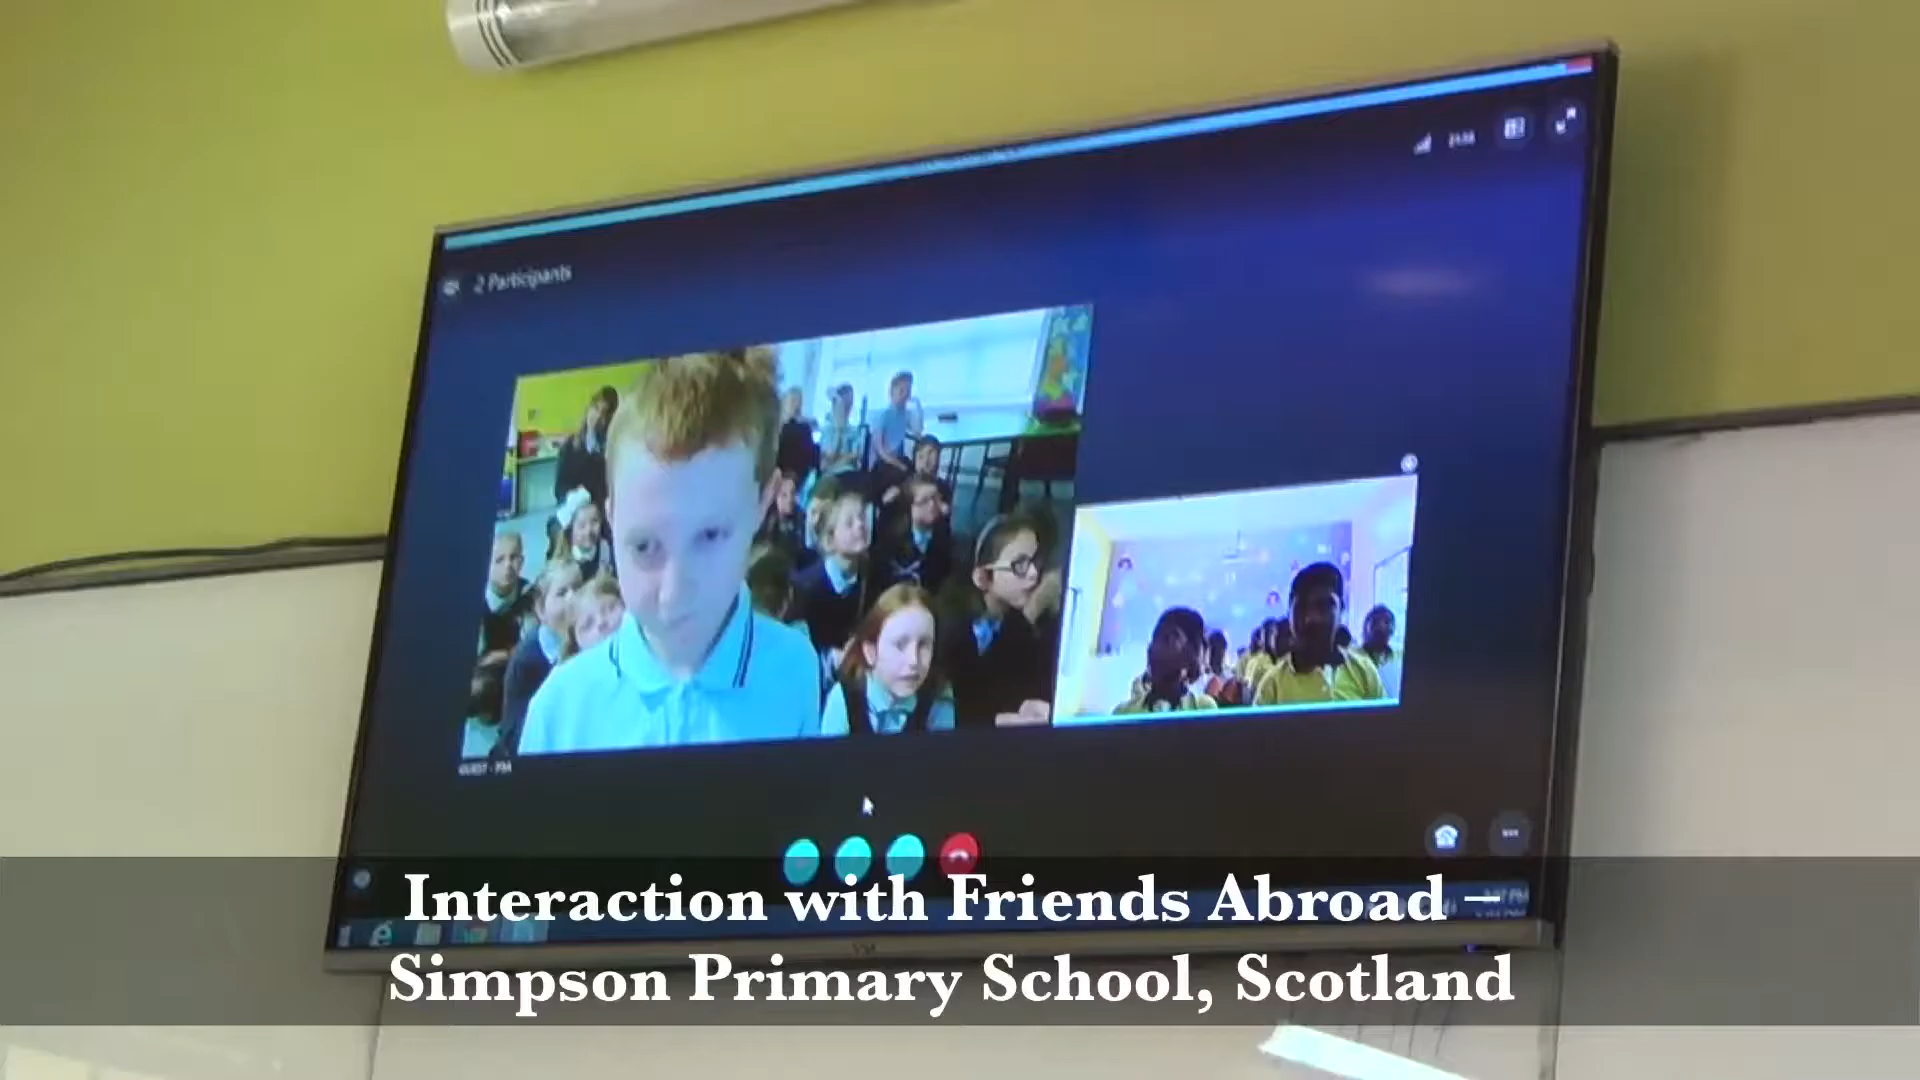 2 Participants
Interaction with Friends Abroad –
Simpson Primary School, Scotland